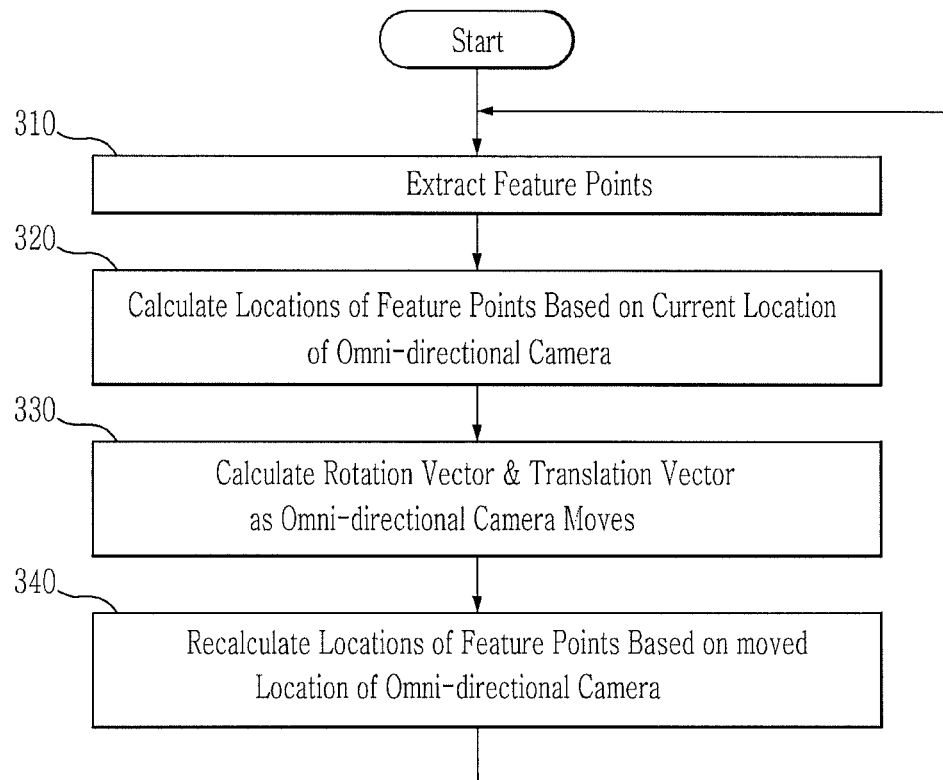 Start
310
Extract Feature Points
320
Calculate Locations of Feature Points Based on Current Location
of Omni-directional Camera
330
Calculate Rotation Vector & Translation Vector
as Omni-directional Camera Moves
340
Recalculate Locations of Feature Points Based on moved
Location of Omni-directional Camera